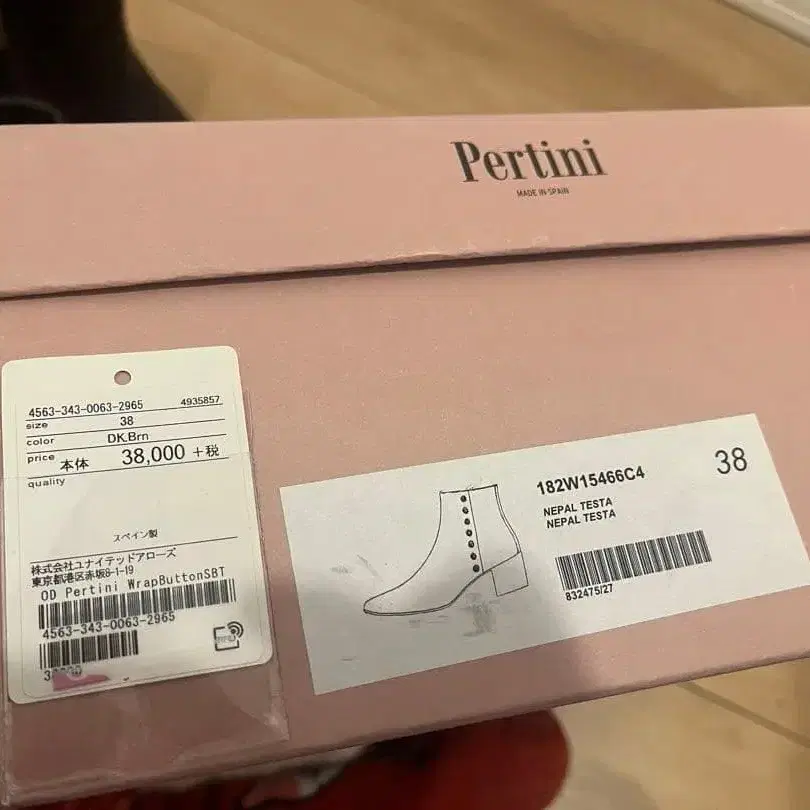 Pertini
MADE IN SPAIN
4563-343-0063-2965 4935857
size 38
color DK.Brn
price 本体 38,000 +税
quality
スペイン製
株式会社ユナイテッドアローズ
東京都港区赤坂8-1-19
OD Pertini WrapButtonSBT
4563-343-0063-2965
182W15466C4 38
NEPAL TESTA
NEPAL TESTA
832475/27